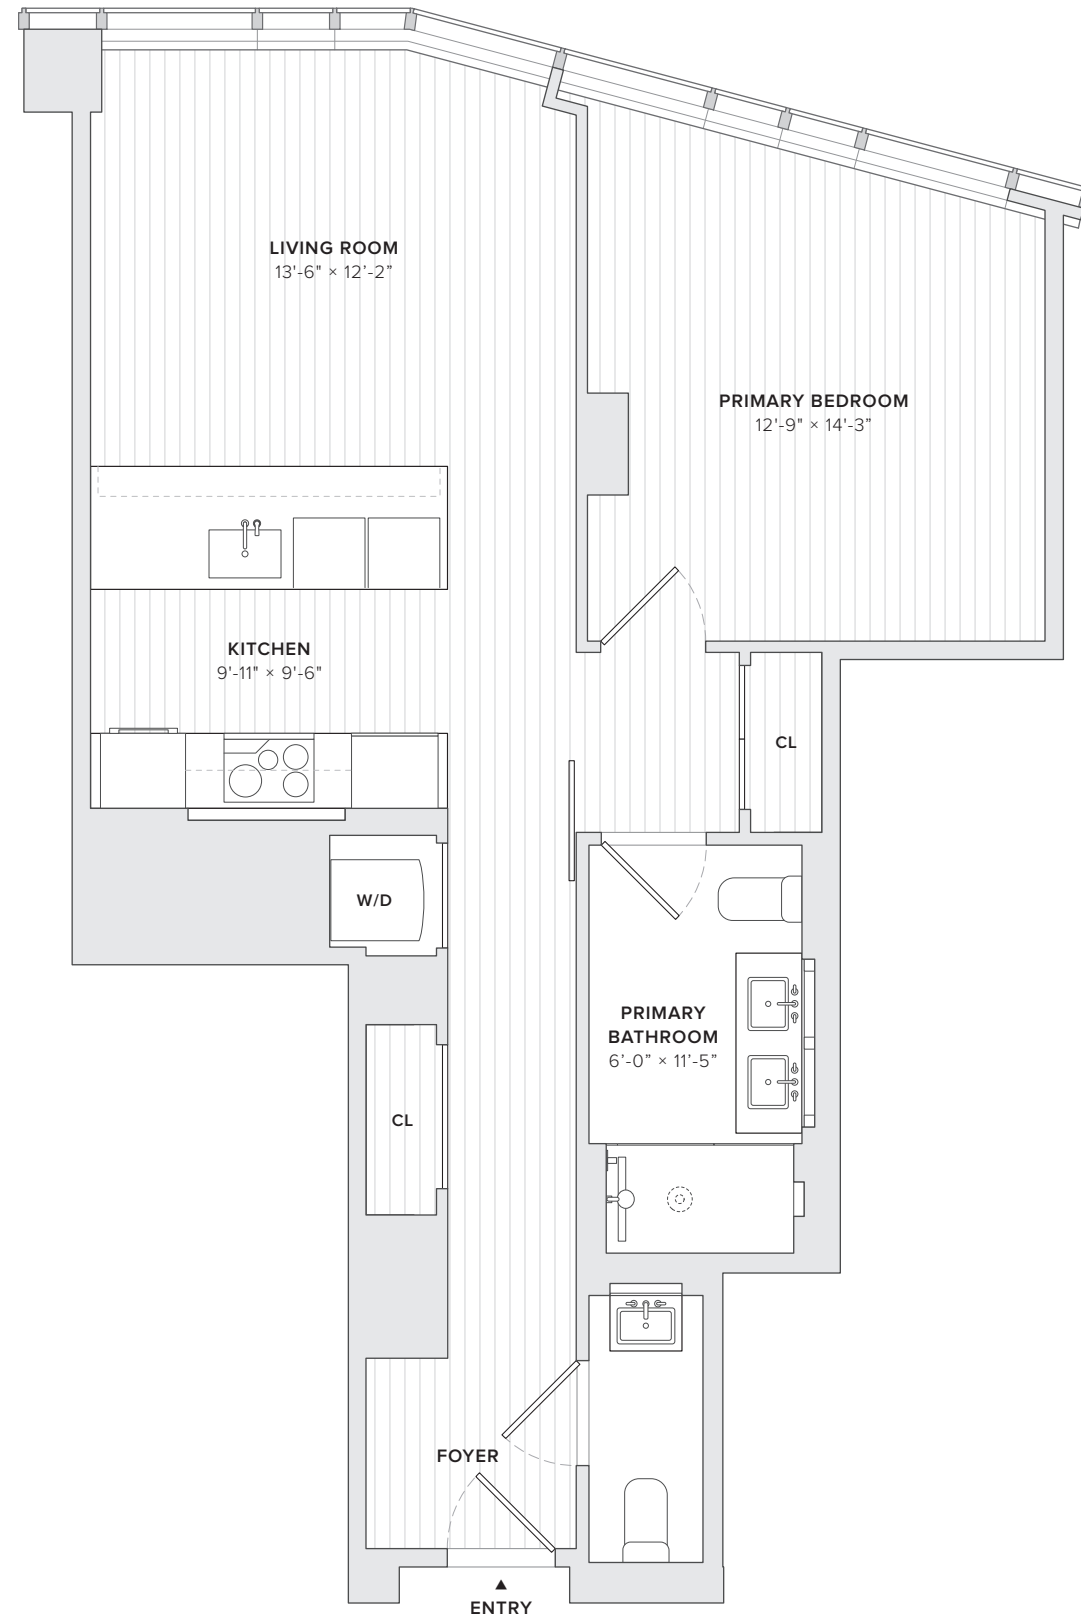 LIVING ROOM
13'-6" × 12’-2”
PRIMARY BEDROOM
12'-9" × 14'-3”
KITCHEN
9'-11" × 9'-6"
CL
W/D
PRIMARY
BATHROOM
6’-0” × 11’-5”
CL
FOYER
ENTRY